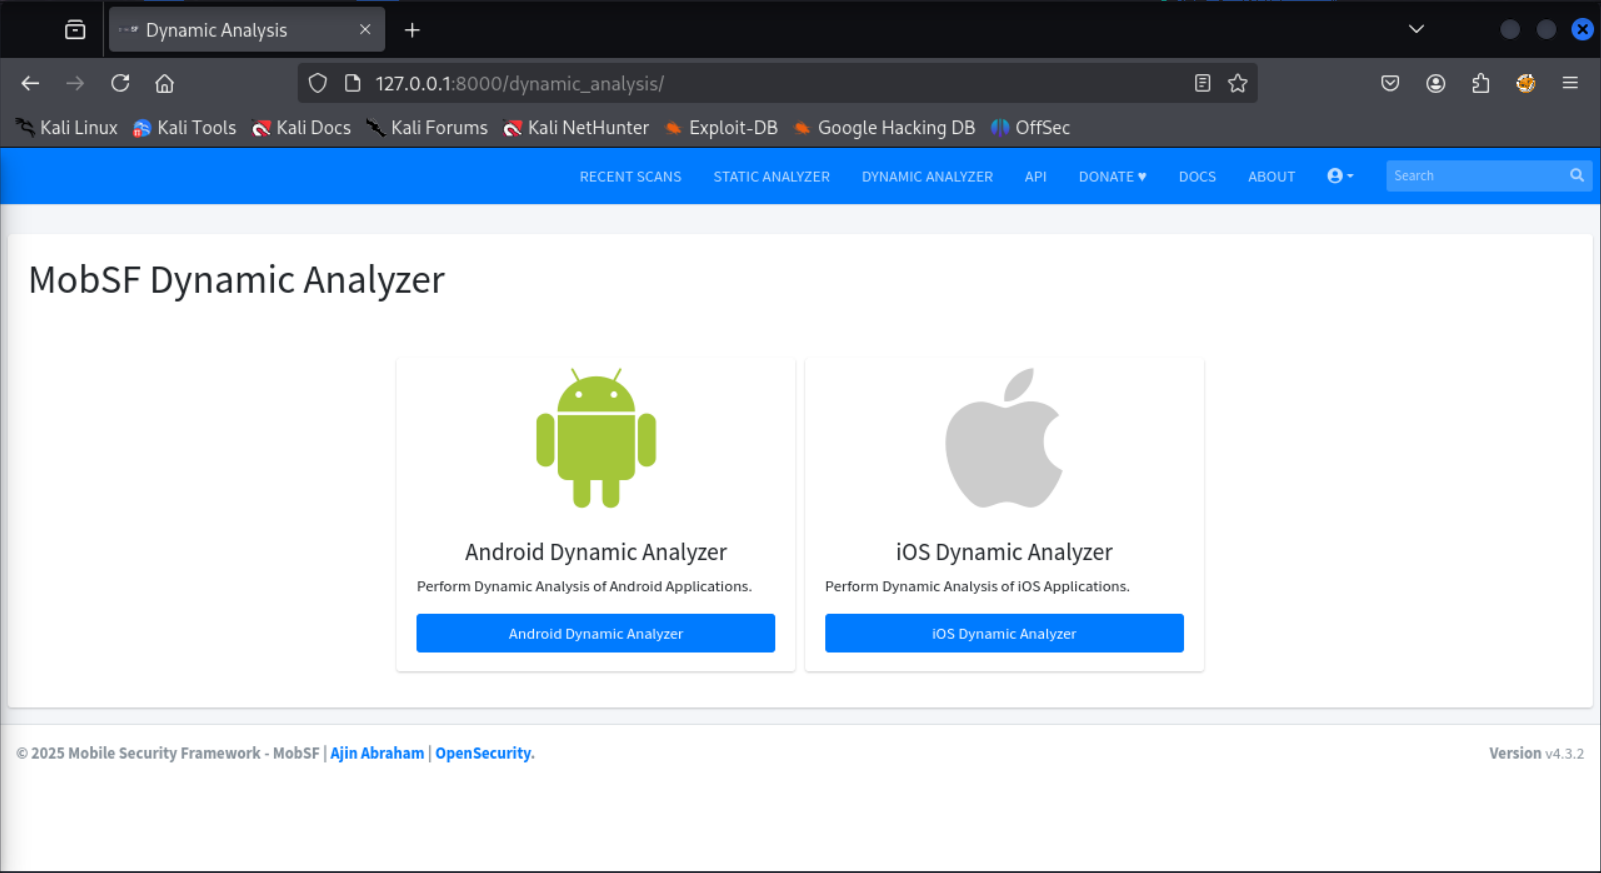 Dynamic Analysis
127.0.0.1:8000/dynamic_analysis/
Kali Linux Kali Tools Kali Docs Kali Forums Kali NetHunter Exploit-DB Google Hacking DB OffSec
RECENT SCANS STATIC ANALYZER DYNAMIC ANALYZER API DONATE ♥ DOCS ABOUT Search
MobSF Dynamic Analyzer
Android Dynamic Analyzer
Perform Dynamic Analysis of Android Applications.
Android Dynamic Analyzer
iOS Dynamic Analyzer
Perform Dynamic Analysis of iOS Applications.
iOS Dynamic Analyzer
© 2025 Mobile Security Framework - MobSF | Ajin Abraham | OpenSecurity.
Version v4.3.2